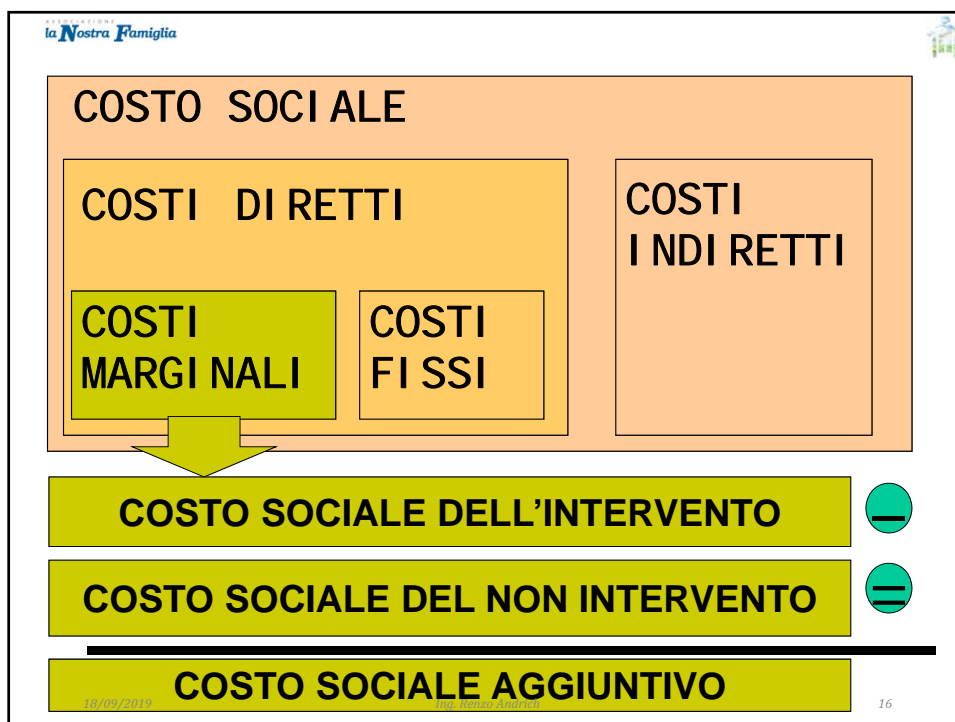 ASSOCIAZIONE
la Nostra Famiglia
COSTO SOCIALE
COSTI DIRETTI
COSTI
INDIRETTI
COSTI
MARGINALI
COSTI
FISSI
COSTO SOCIALE DELL’INTERVENTO
–
COSTO SOCIALE DEL NON INTERVENTO
=
COSTO SOCIALE AGGIUNTIVO
18/09/2019 Ing. Renzo Andrich 16